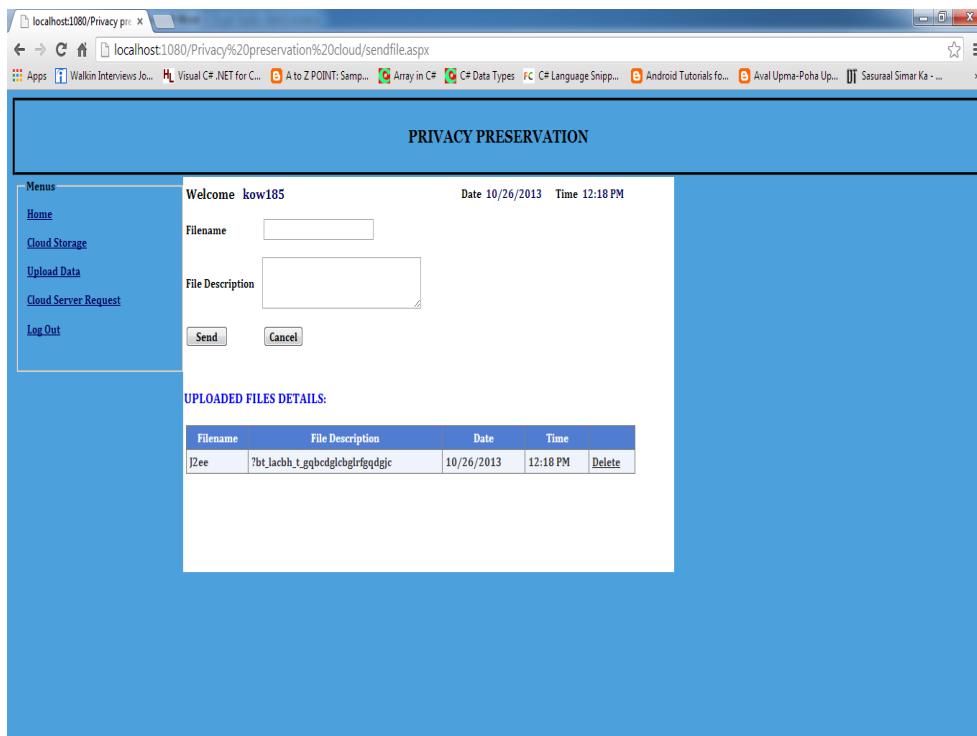 localhost:1080/Privacy pre
localhost:1080/Privacy%20preservation%20cloud/sendfile.aspx
Apps Walkin Interviews Jo... HL Visual C# .NET for C... A to Z POINT: Samp... Array in C# C# Data Types FC C# Language Snipp... Android Tutorials fo... Aval Upma-Poha Up... Sasuraal Simar Ka - ...
PRIVACY PRESERVATION
Menus
Home
Cloud Storage
Upload Data
Cloud Server Request
Log Out
Welcome kow185 Date 10/26/2013 Time 12:18 PM
Filename
File Description
Send Cancel
UPLOADED FILES DETAILS:
Filename File Description Date Time
J2ee ?bt_lacbh_t_gqbcdglcbglrfgqdgjc 10/26/2013 12:18 PM Delete